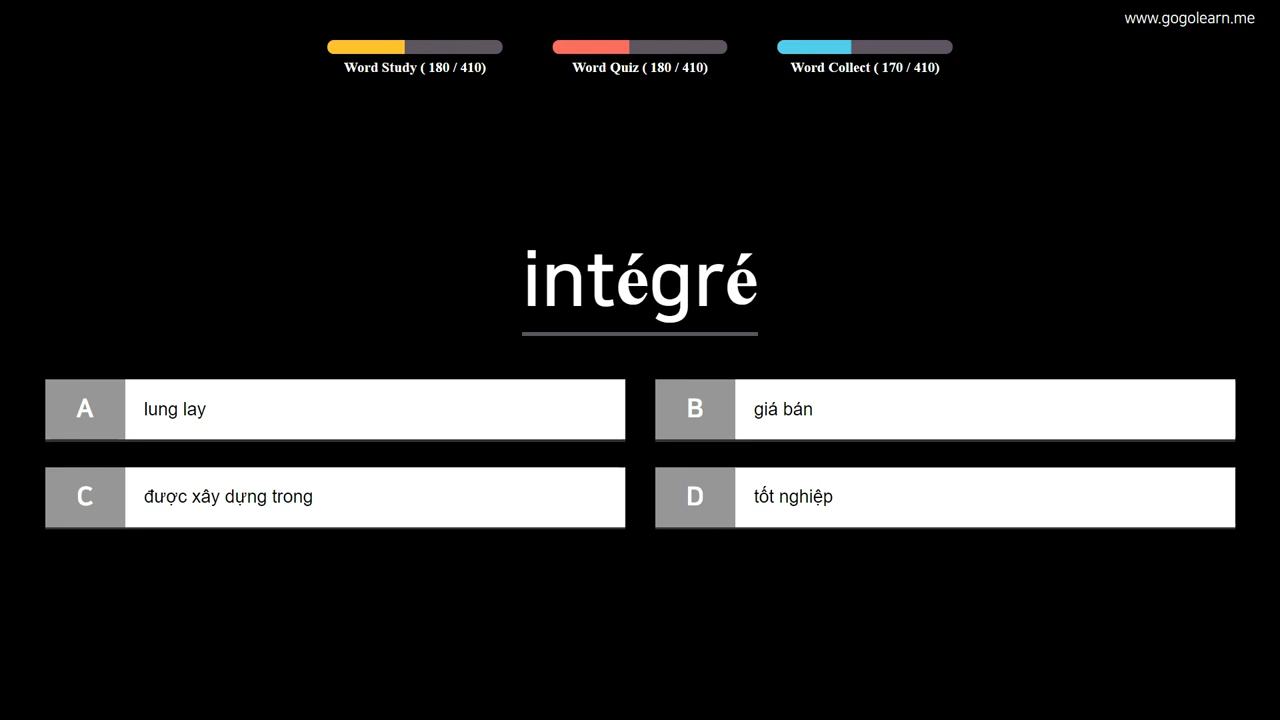 www.gogolearn.me
Word Study ( 180 / 410)
Word Quiz ( 180 / 410)
Word Collect ( 170 / 410)
intégré
A lung lay
B giá bán
C được xây dựng trong
D tốt nghiệp